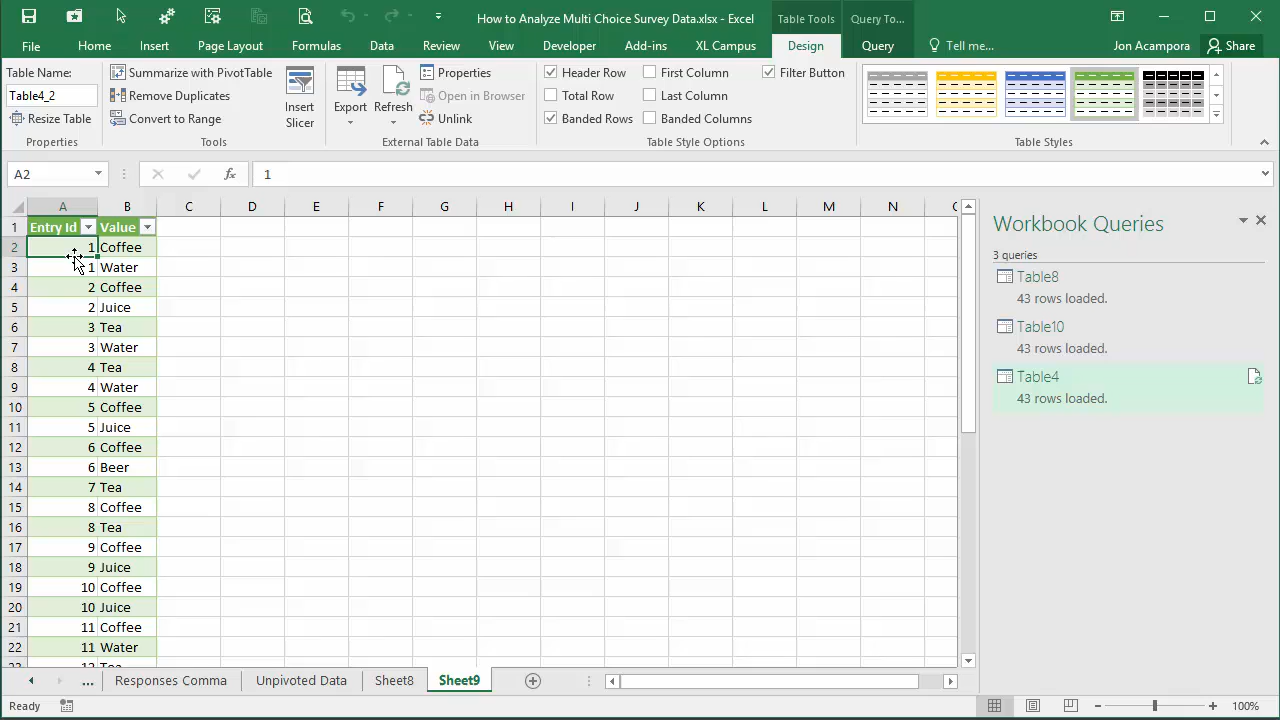 How to Analyze Multi Choice Survey Data.xlsx - Excel
Table Tools
Query To...
File
Home
Insert
Page Layout
Formulas
Data
Review
View
Developer
Add-ins
XL Campus
Design
Query
Tell me...
Jon Acampora
Share
Table Name:
Table4_2
Resize Table
Properties
Summarize with PivotTable
Remove Duplicates
Convert to Range
Tools
Insert
Slicer
Export
Refresh
Properties
Open in Browser
Unlink
External Table Data
Header Row
Total Row
Banded Rows
First Column
Last Column
Banded Columns
Filter Button
Table Style Options
Table Styles
A2
fx
1
A B C D E F G H I J K L M N
1 Entry Id Value
2 1 Coffee
3 1 Water
4 2 Coffee
5 2 Juice
6 3 Tea
7 3 Water
8 4 Tea
9 4 Water
10 5 Coffee
11 5 Juice
12 6 Coffee
13 6 Beer
14 7 Tea
15 8 Coffee
16 8 Tea
17 9 Coffee
18 9 Juice
19 10 Coffee
20 10 Juice
21 11 Coffee
22 11 Water
Workbook Queries
3 queries
Table8
43 rows loaded.
Table10
43 rows loaded.
Table4
43 rows loaded.
...
Responses Comma
Unpivoted Data
Sheet8
Sheet9
Ready
100%